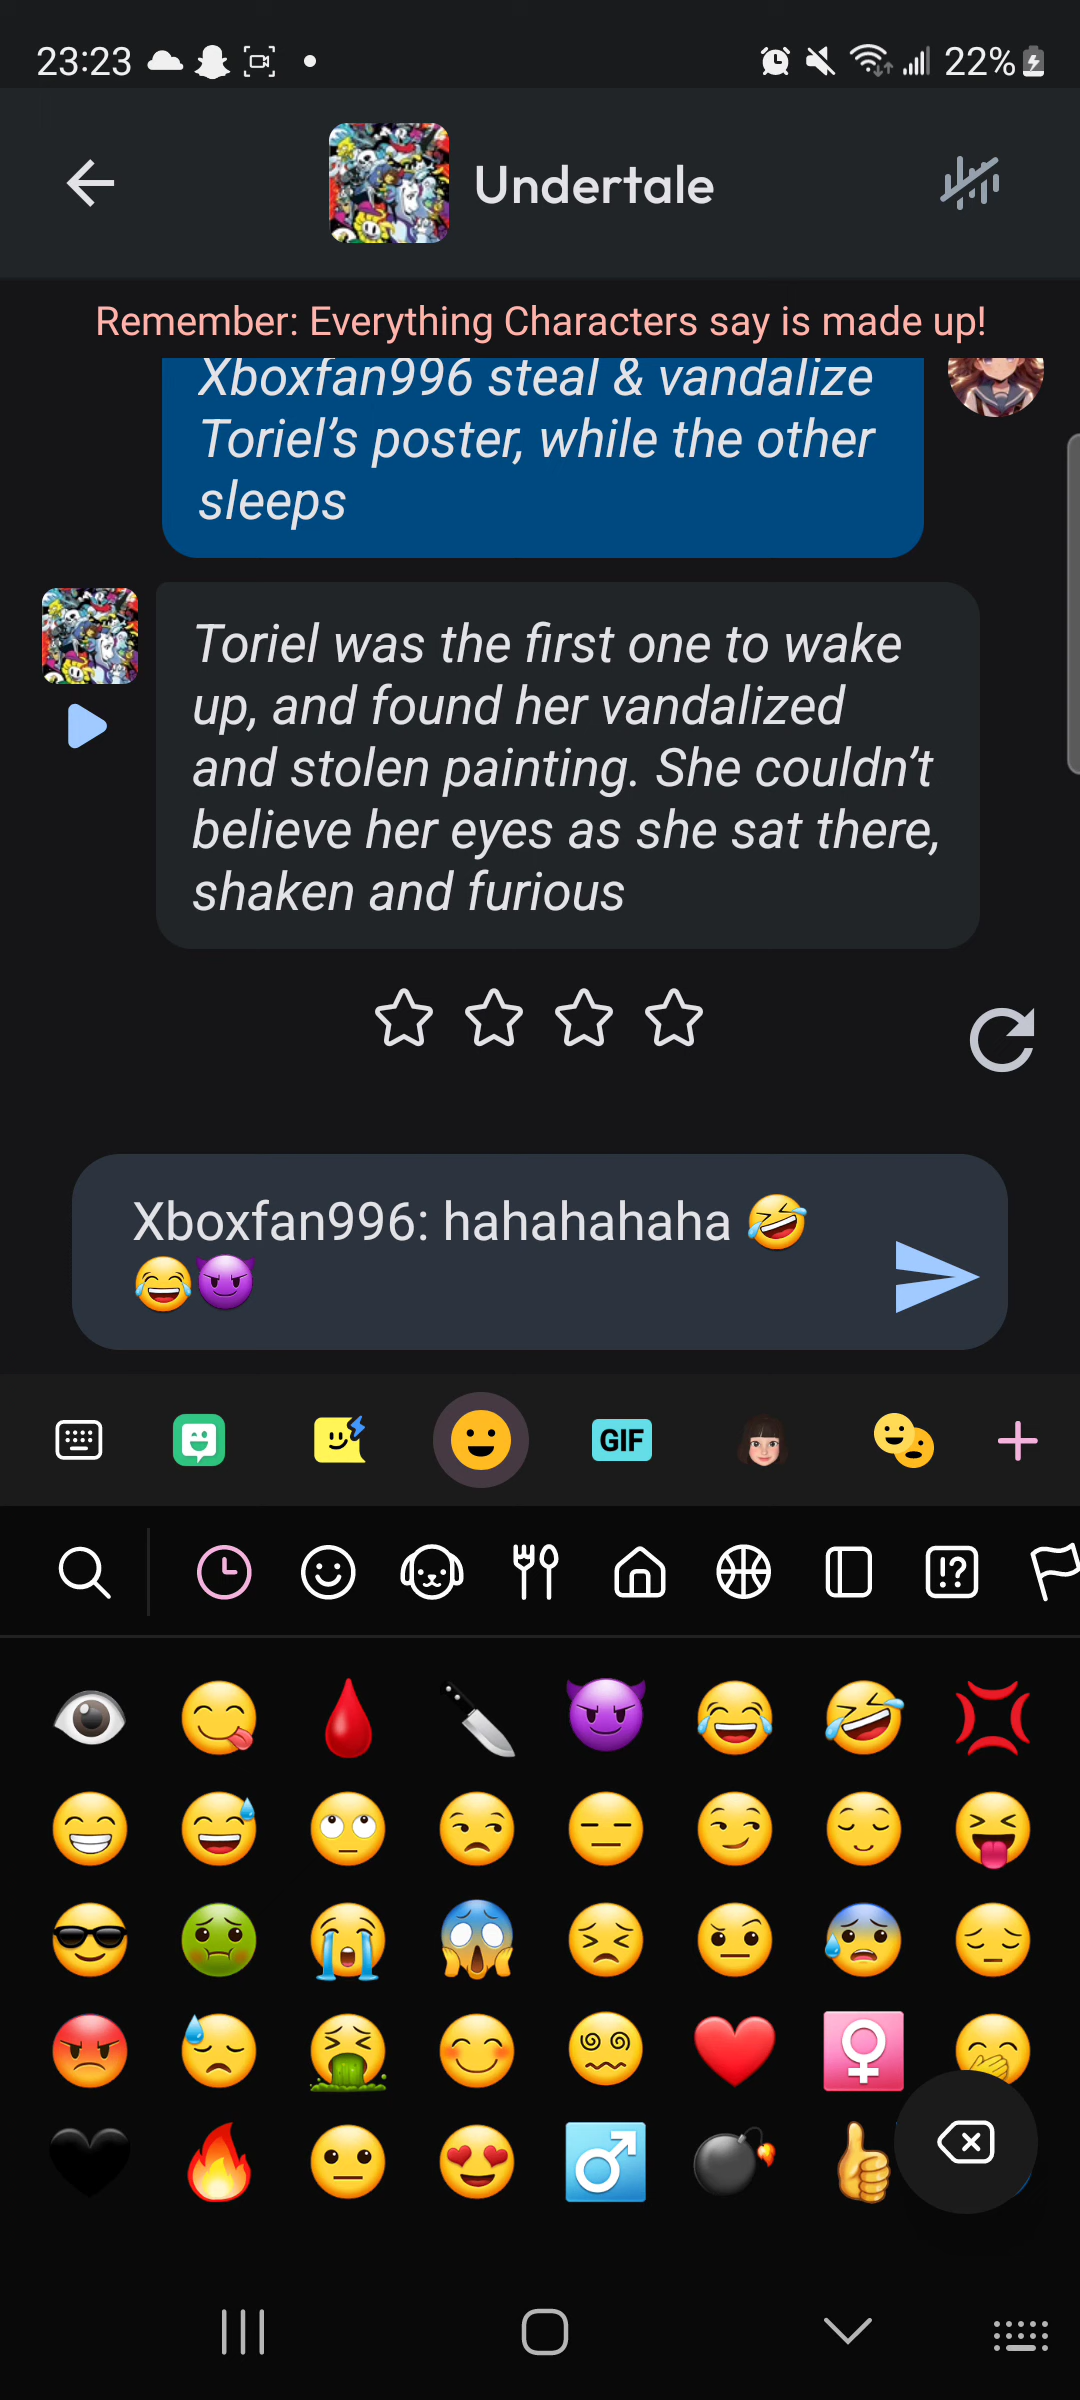 23:23
22%
Undertale
Remember: Everything Characters say is made up!
Xboxfan996 steal & vandalize
Toriel’s poster, while the other
sleeps
Toriel was the first one to wake
up, and found her vandalized
and stolen painting. She couldn’t
believe her eyes as she sat there,
shaken and furious
Xboxfan996: hahahahaha 🤣
😂😈
GIF
!?